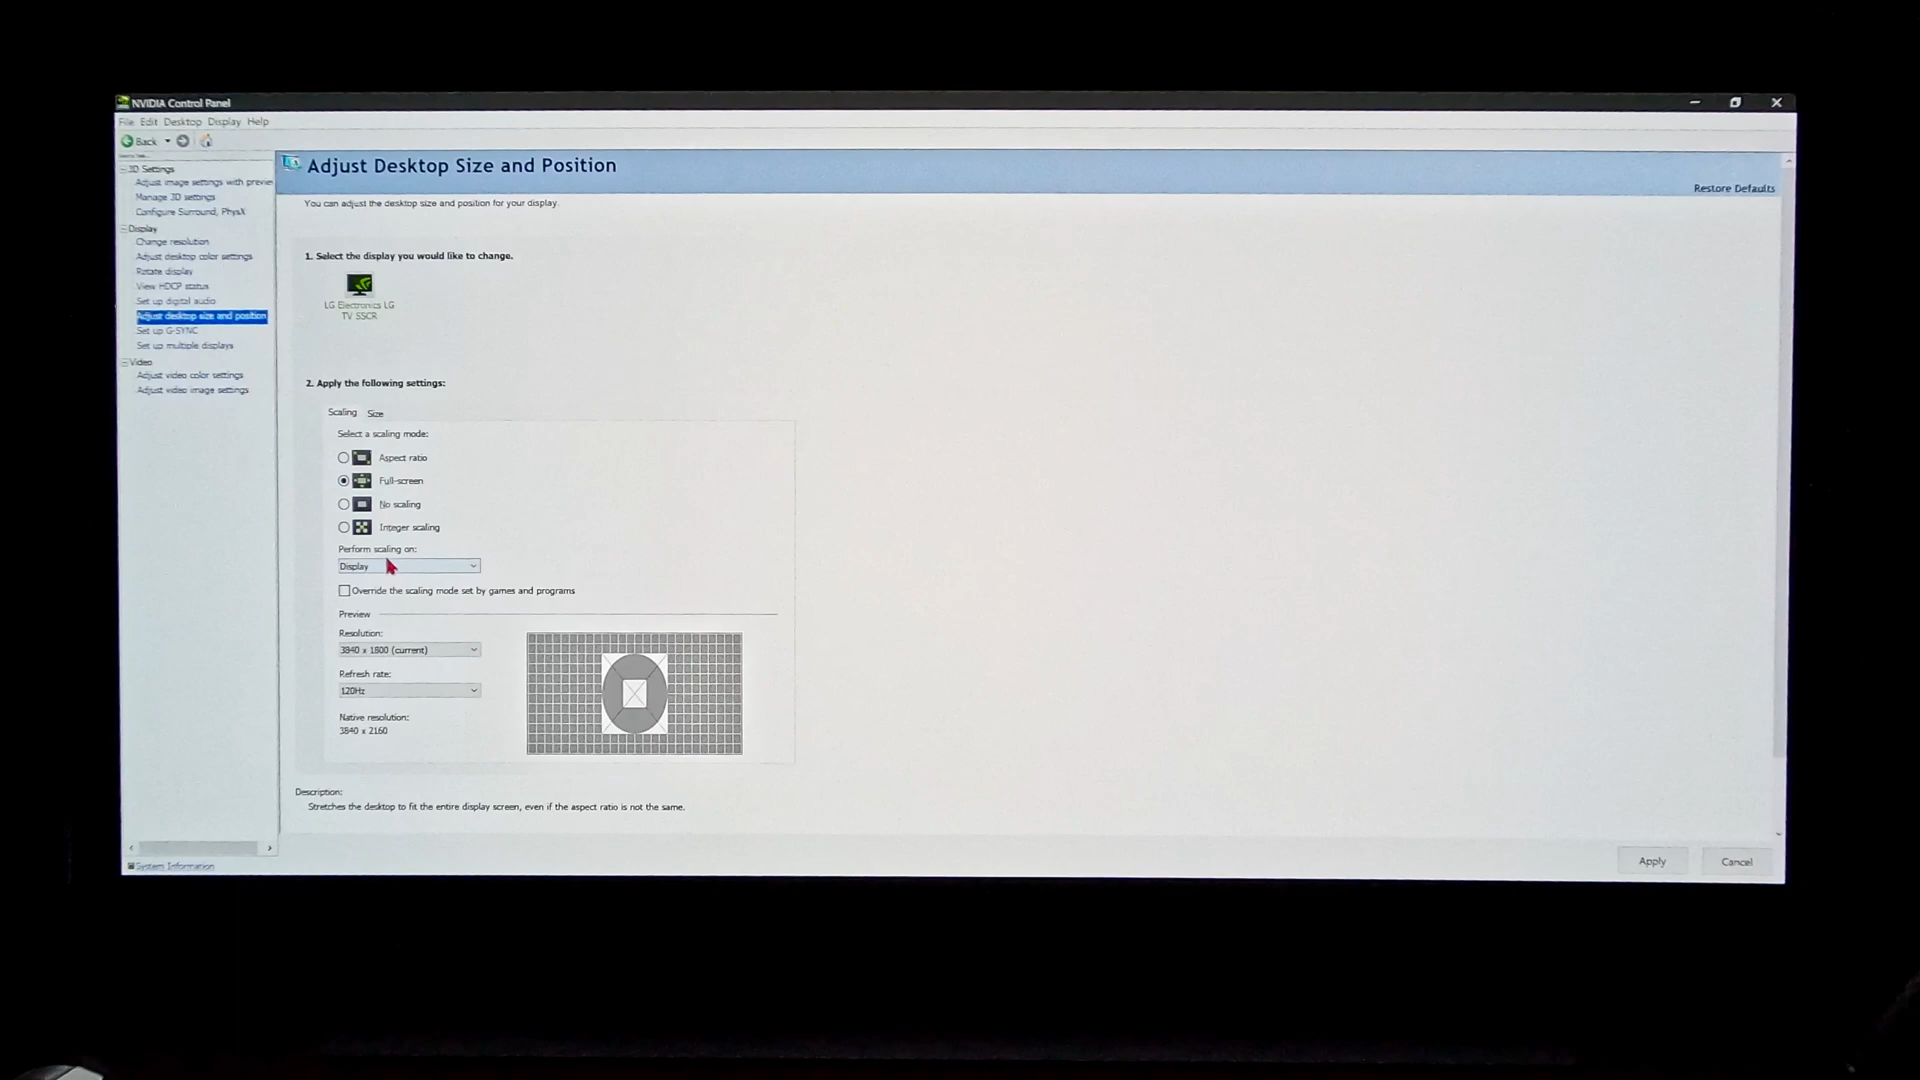 NVIDIA Control Panel
File Edit Desktop Display Help
Back
3D Settings
Adjust image settings with preview
Manage 3D settings
Configure Surround, PhysX
Display
Change resolution
Adjust desktop color settings
Rotate display
View HDCP status
Set up digital audio
Adjust desktop size and position
Set up G-SYNC
Set up multiple displays
Video
Adjust video color settings
Adjust video image settings
System Information
Adjust Desktop Size and Position
Restore Defaults
You can adjust the desktop size and position for your display.
1. Select the display you would like to change.
LG Electronics LG
TV SSCR
2. Apply the following settings:
Scaling Size
Select a scaling mode:
Aspect ratio
Full-screen
No scaling
Integer scaling
Perform scaling on:
Display
Override the scaling mode set by games and programs
Preview
Resolution:
3840 x 1800 (current)
Refresh rate:
120Hz
Native resolution:
3840 x 2160
Description:
Stretches the desktop to fit the entire display screen, even if the aspect ratio is not the same.
Apply Cancel